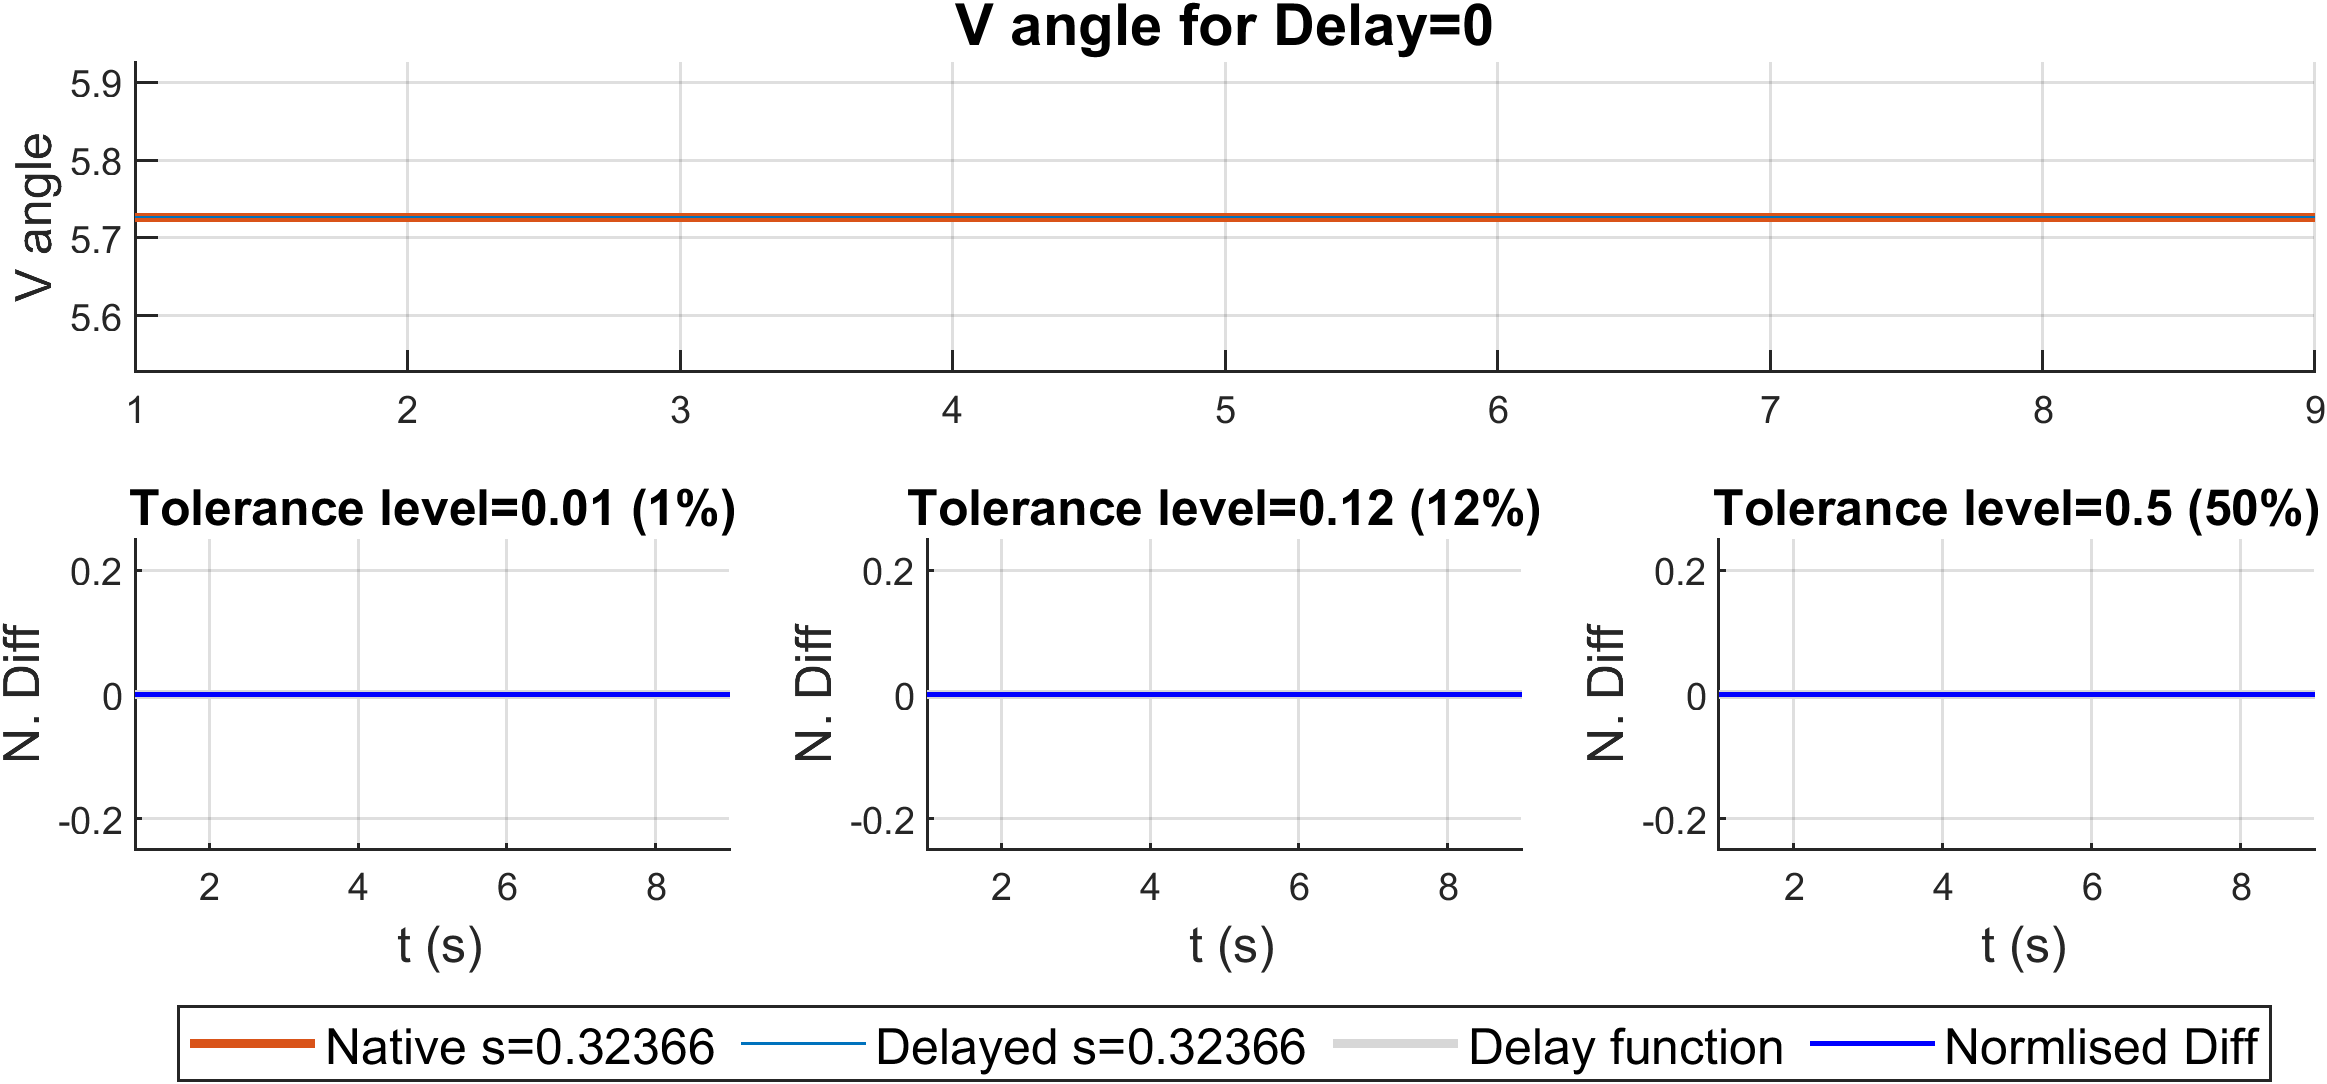 V angle for Delay=0
V angle
5.9
5.8
5.7
5.6
1 2 3 4 5 6 7 8 9
Tolerance level=0.01 (1%)
N. Diff
0.2
0
-0.2
2 4 6 8
t (s)
Tolerance level=0.12 (12%)
N. Diff
0.2
0
-0.2
2 4 6 8
t (s)
Tolerance level=0.5 (50%)
N. Diff
0.2
0
-0.2
2 4 6 8
t (s)
Native s=0.32366 Delayed s=0.32366 Delay function Normlised Diff